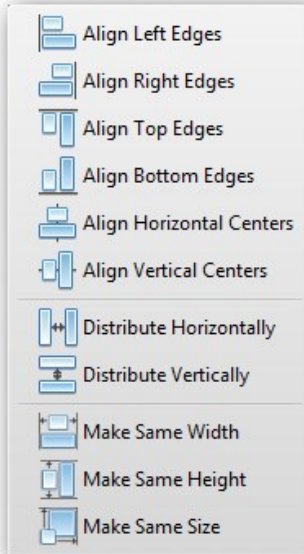 Align Left Edges
Align Right Edges
Align Top Edges
Align Bottom Edges
Align Horizontal Centers
Align Vertical Centers
Distribute Horizontally
Distribute Vertically
Make Same Width
Make Same Height
Make Same Size